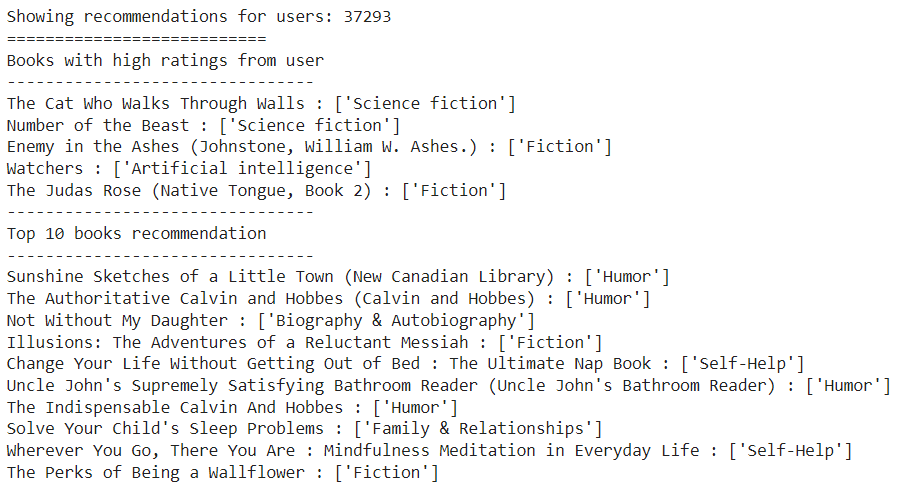 Showing recommendations for users: 37293
===========================
Books with high ratings from user
--------------------------------
The Cat Who Walks Through Walls : ['Science fiction']
Number of the Beast : ['Science fiction']
Enemy in the Ashes (Johnstone, William W. Ashes.) : ['Fiction']
Watchers : ['Artificial intelligence']
The Judas Rose (Native Tongue, Book 2) : ['Fiction']
--------------------------------
Top 10 books recommendation
--------------------------------
Sunshine Sketches of a Little Town (New Canadian Library) : ['Humor']
The Authoritative Calvin and Hobbes (Calvin and Hobbes) : ['Humor']
Not Without My Daughter : ['Biography & Autobiography']
Illusions: The Adventures of a Reluctant Messiah : ['Fiction']
Change Your Life Without Getting Out of Bed : The Ultimate Nap Book : ['Self-Help']
Uncle John's Supremely Satisfying Bathroom Reader (Uncle John's Bathroom Reader) : ['Humor']
The Indispensable Calvin And Hobbes : ['Humor']
Solve Your Child's Sleep Problems : ['Family & Relationships']
Wherever You Go, There You Are : Mindfulness Meditation in Everyday Life : ['Self-Help']
The Perks of Being a Wallflower : ['Fiction']